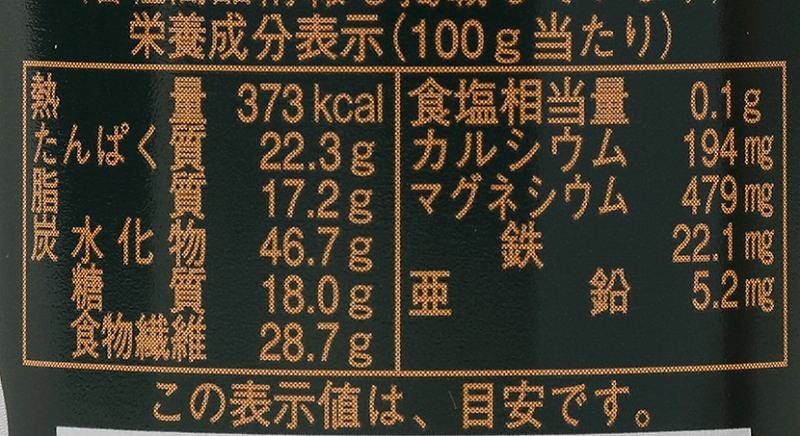 栄養成分表示(100g当たり)
熱量 373kcal
たんぱく質 22.3g
脂質 17.2g
炭水化物 46.7g
糖質 18.0g
食物繊維 28.7g
食塩相当量 0.1g
カルシウム 194mg
マグネシウム 479mg
鉄 22.1mg
亜鉛 5.2mg
この表示値は、目安です。